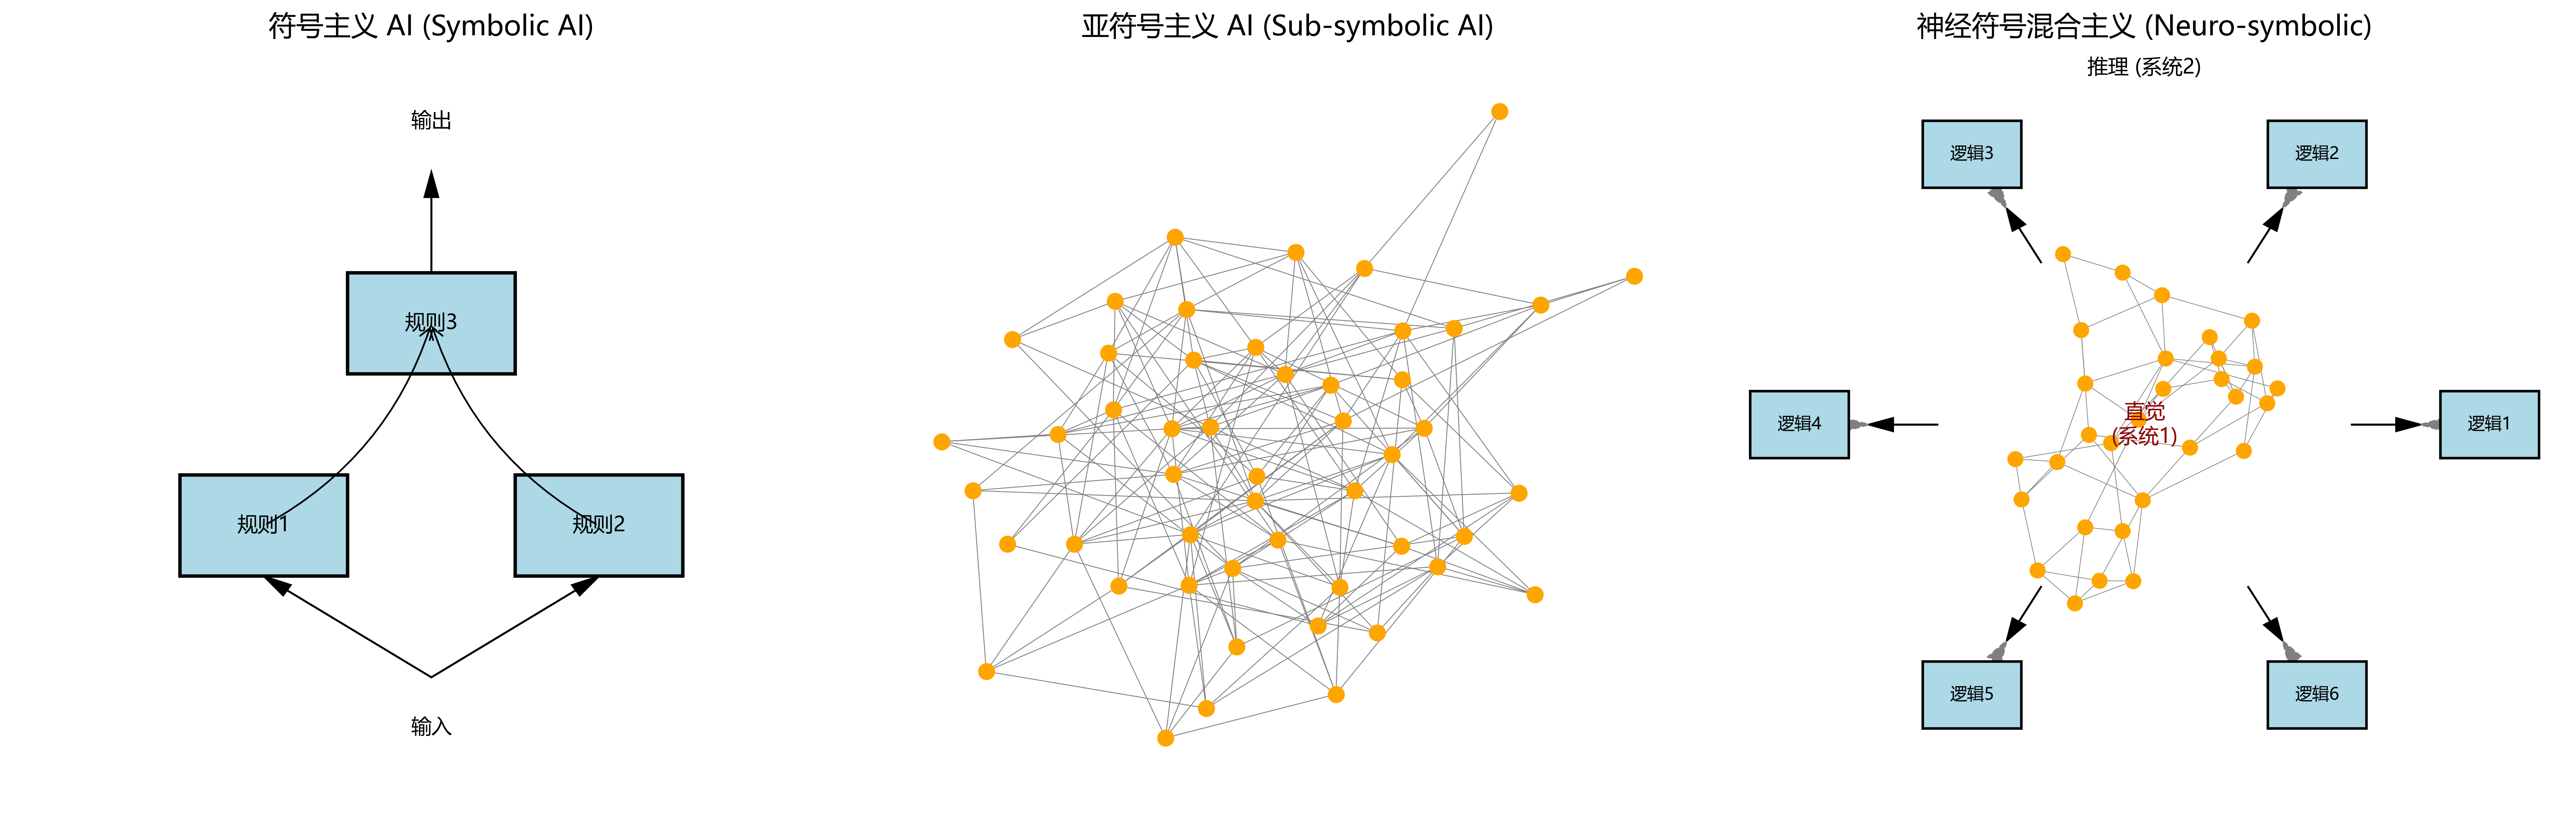 符号主义 AI (Symbolic AI)
输出
规则3
规则1
规则2
输入
亚符号主义 AI (Sub-symbolic AI)
神经符号混合主义 (Neuro-symbolic)
推理 (系统2)
逻辑3
逻辑2
逻辑4
直觉
(系统1)
逻辑1
逻辑5
逻辑6